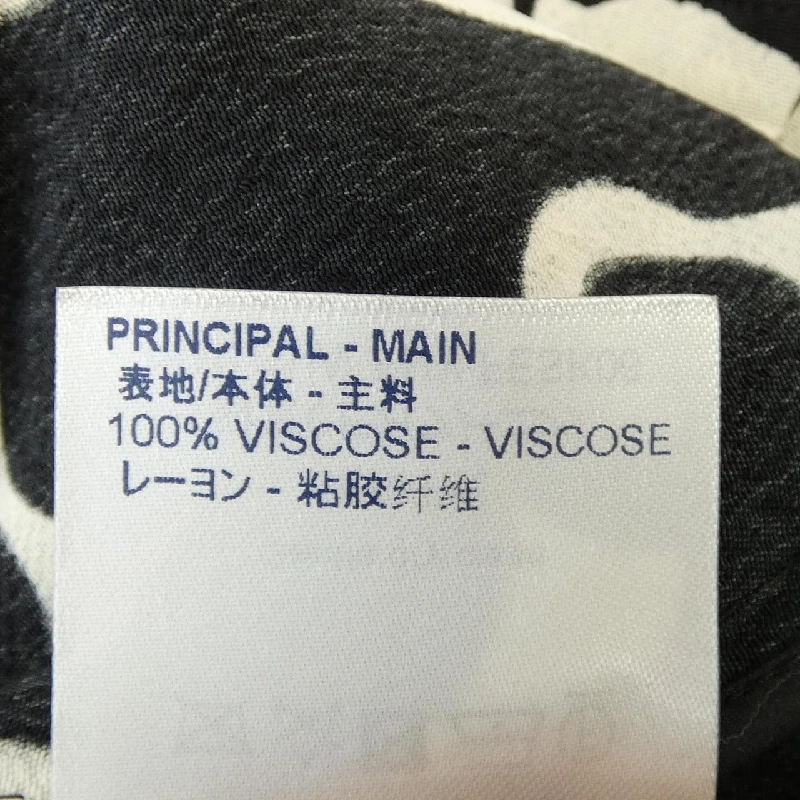 PRINCIPAL - MAIN
表地/本体 - 主料
100% VISCOSE - VISCOSE
レーヨン - 粘胶纤维